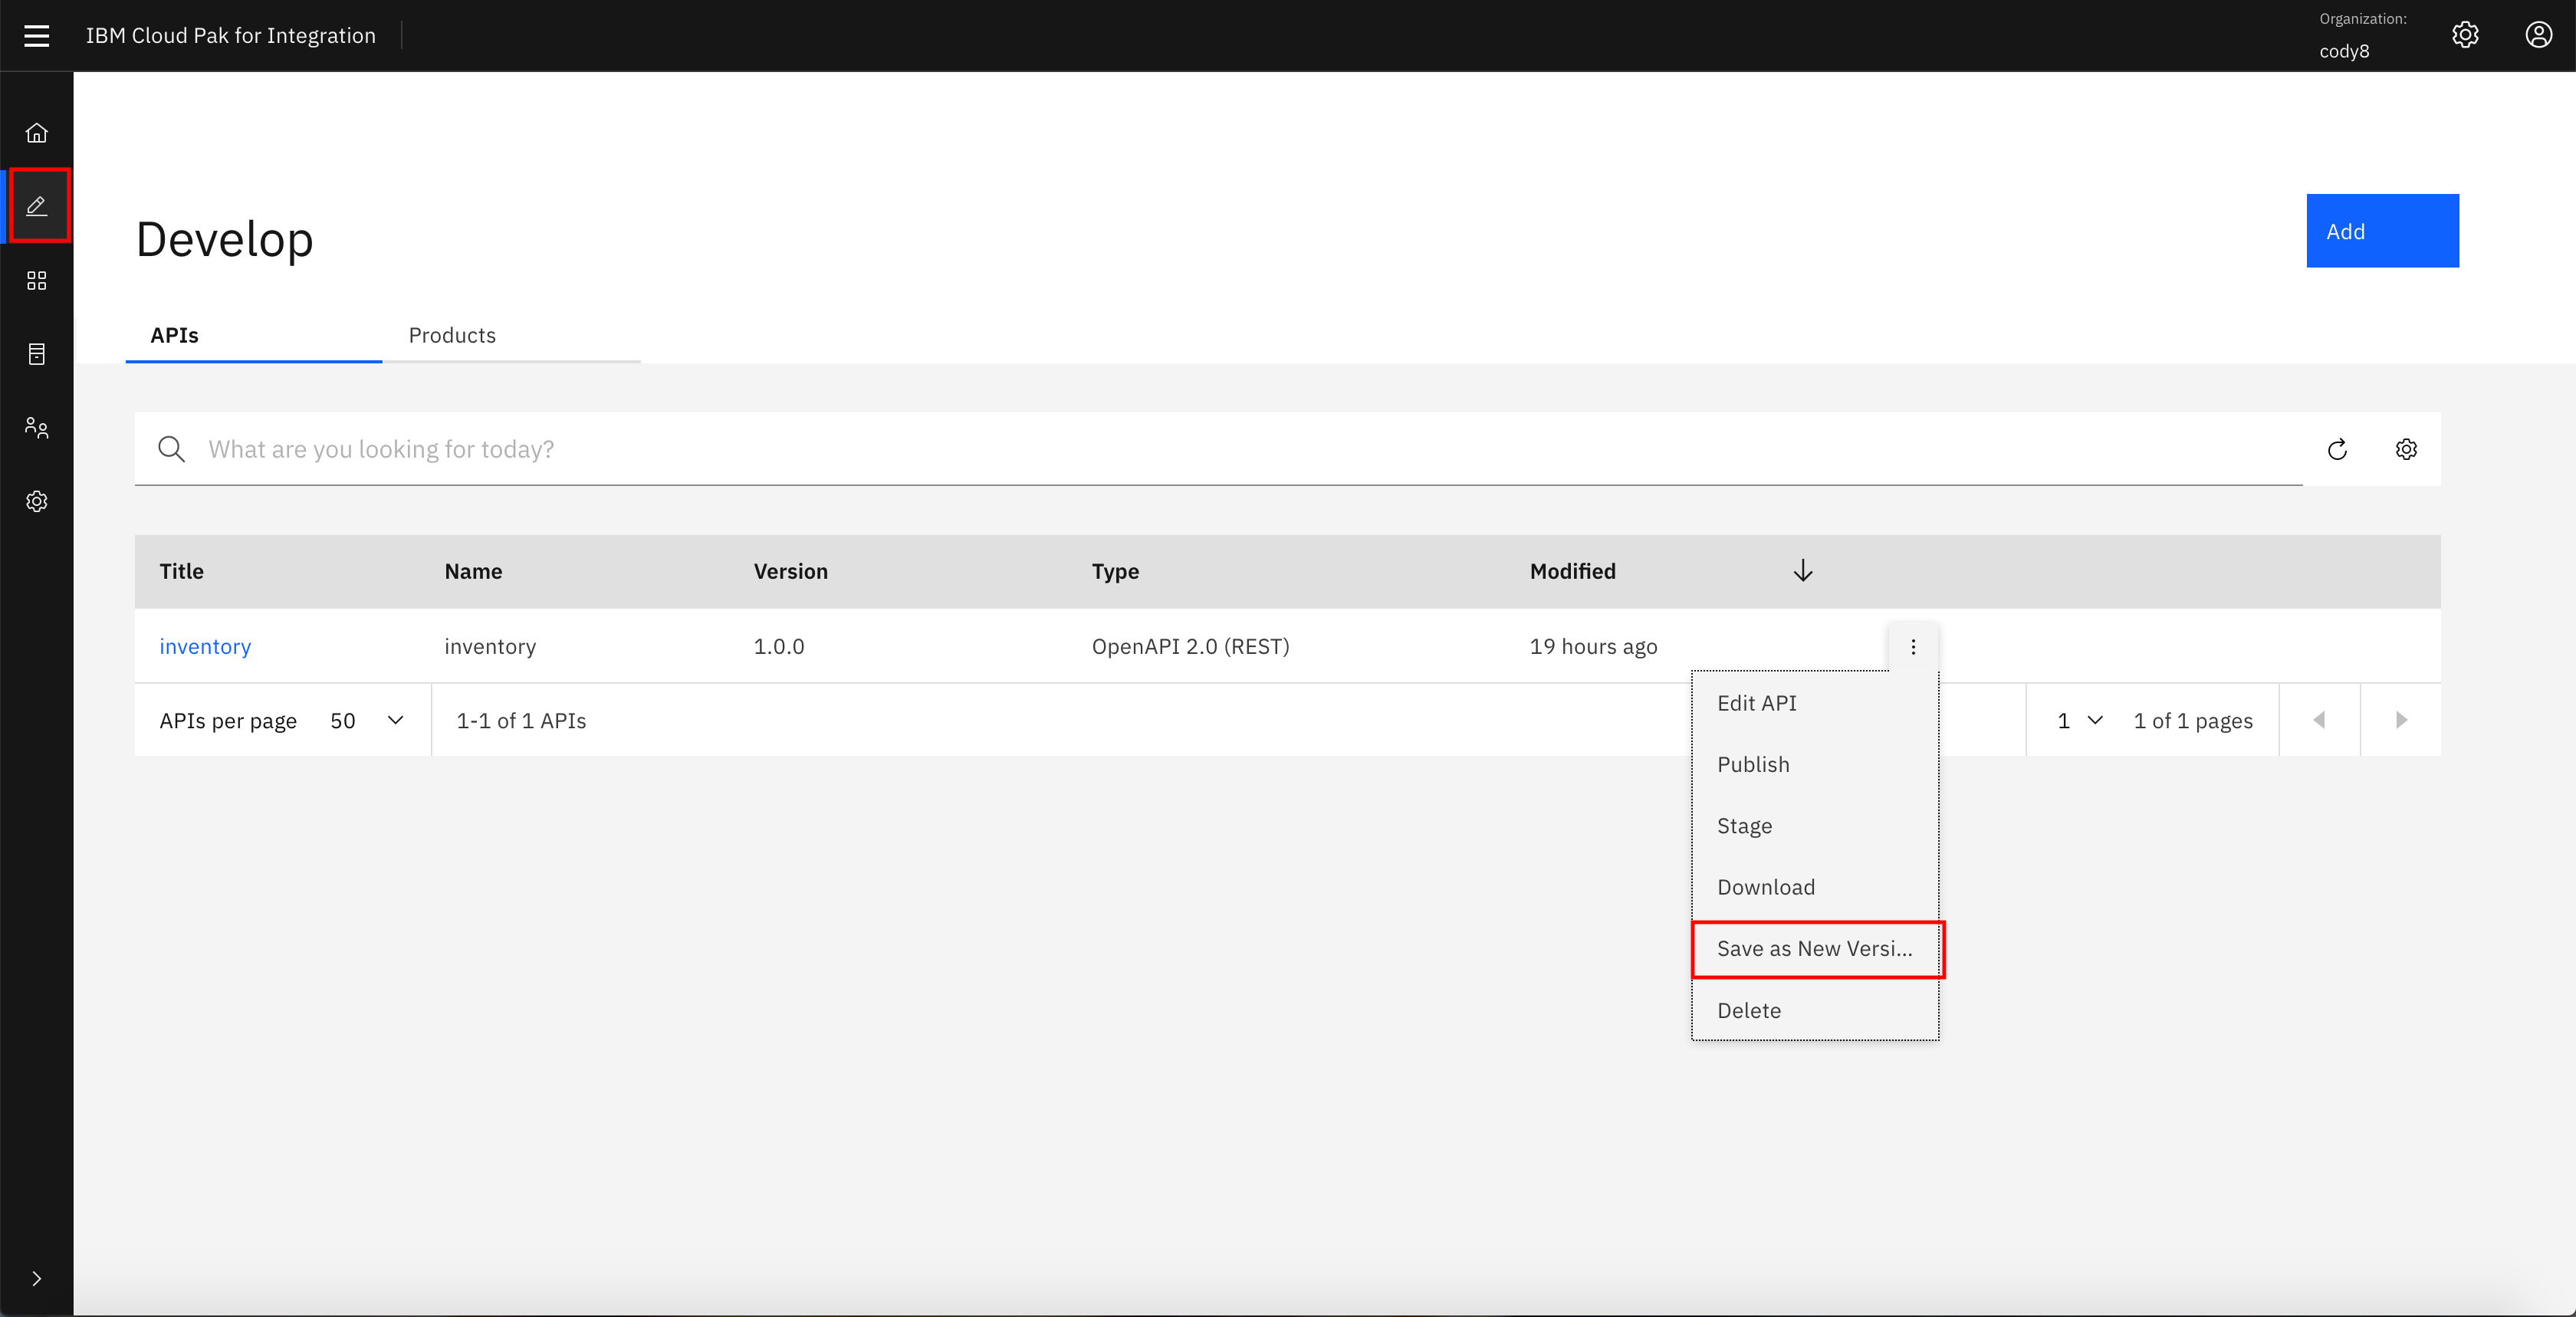 IBM Cloud Pak for Integration
Organization:
cody8
Develop
Add
APIs
Products
What are you looking for today?
Title Name Version Type Modified
inventory inventory 1.0.0 OpenAPI 2.0 (REST) 19 hours ago
APIs per page 50 1-1 of 1 APIs 1 1 of 1 pages
Edit API
Publish
Stage
Download
Save as New Versi...
Delete